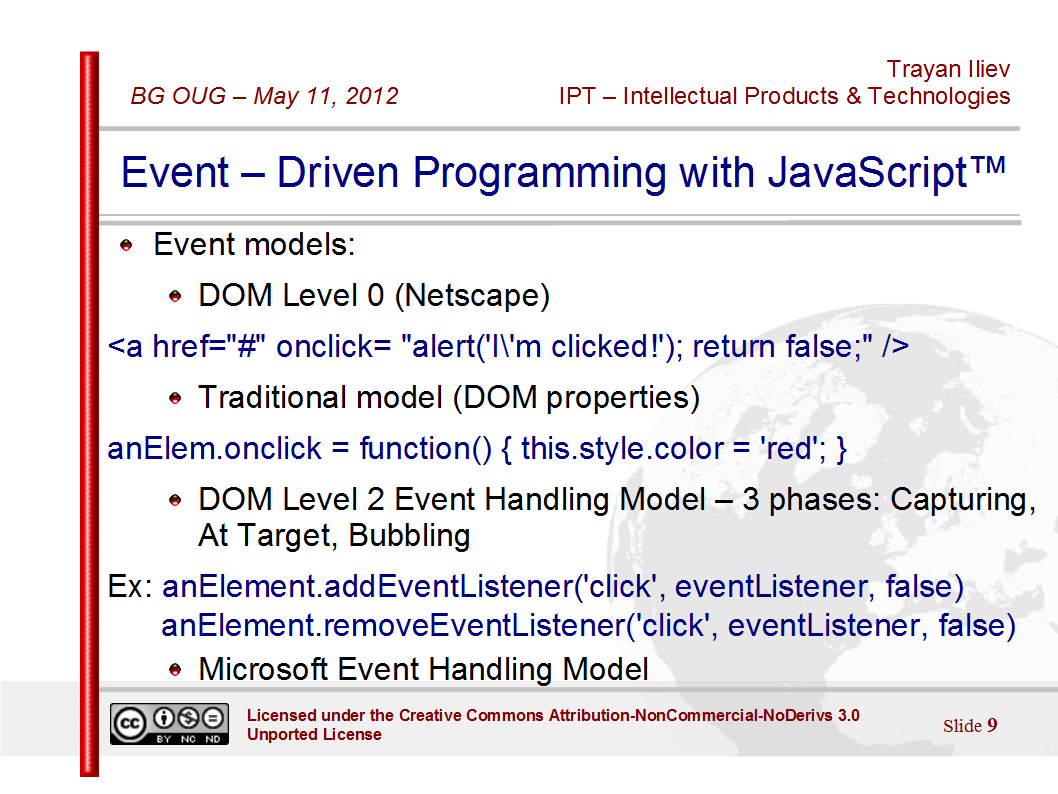 Trayan Iliev
BG OUG – May 11, 2012
IPT – Intellectual Products & Technologies
Event – Driven Programming with JavaScript™
Event models:
DOM Level 0 (Netscape)
<a href="#" onclick= "alert('I\'m clicked!'); return false;" />
Traditional model (DOM properties)
anElem.onclick = function() { this.style.color = 'red'; }
DOM Level 2 Event Handling Model – 3 phases: Capturing,
At Target, Bubbling
Ex: anElement.addEventListener('click', eventListener, false)
anElement.removeEventListener('click', eventListener, false)
Microsoft Event Handling Model
cc
BY NC ND
Licensed under the Creative Commons Attribution-NonCommercial-NoDerivs 3.0
Unported License
Slide 9